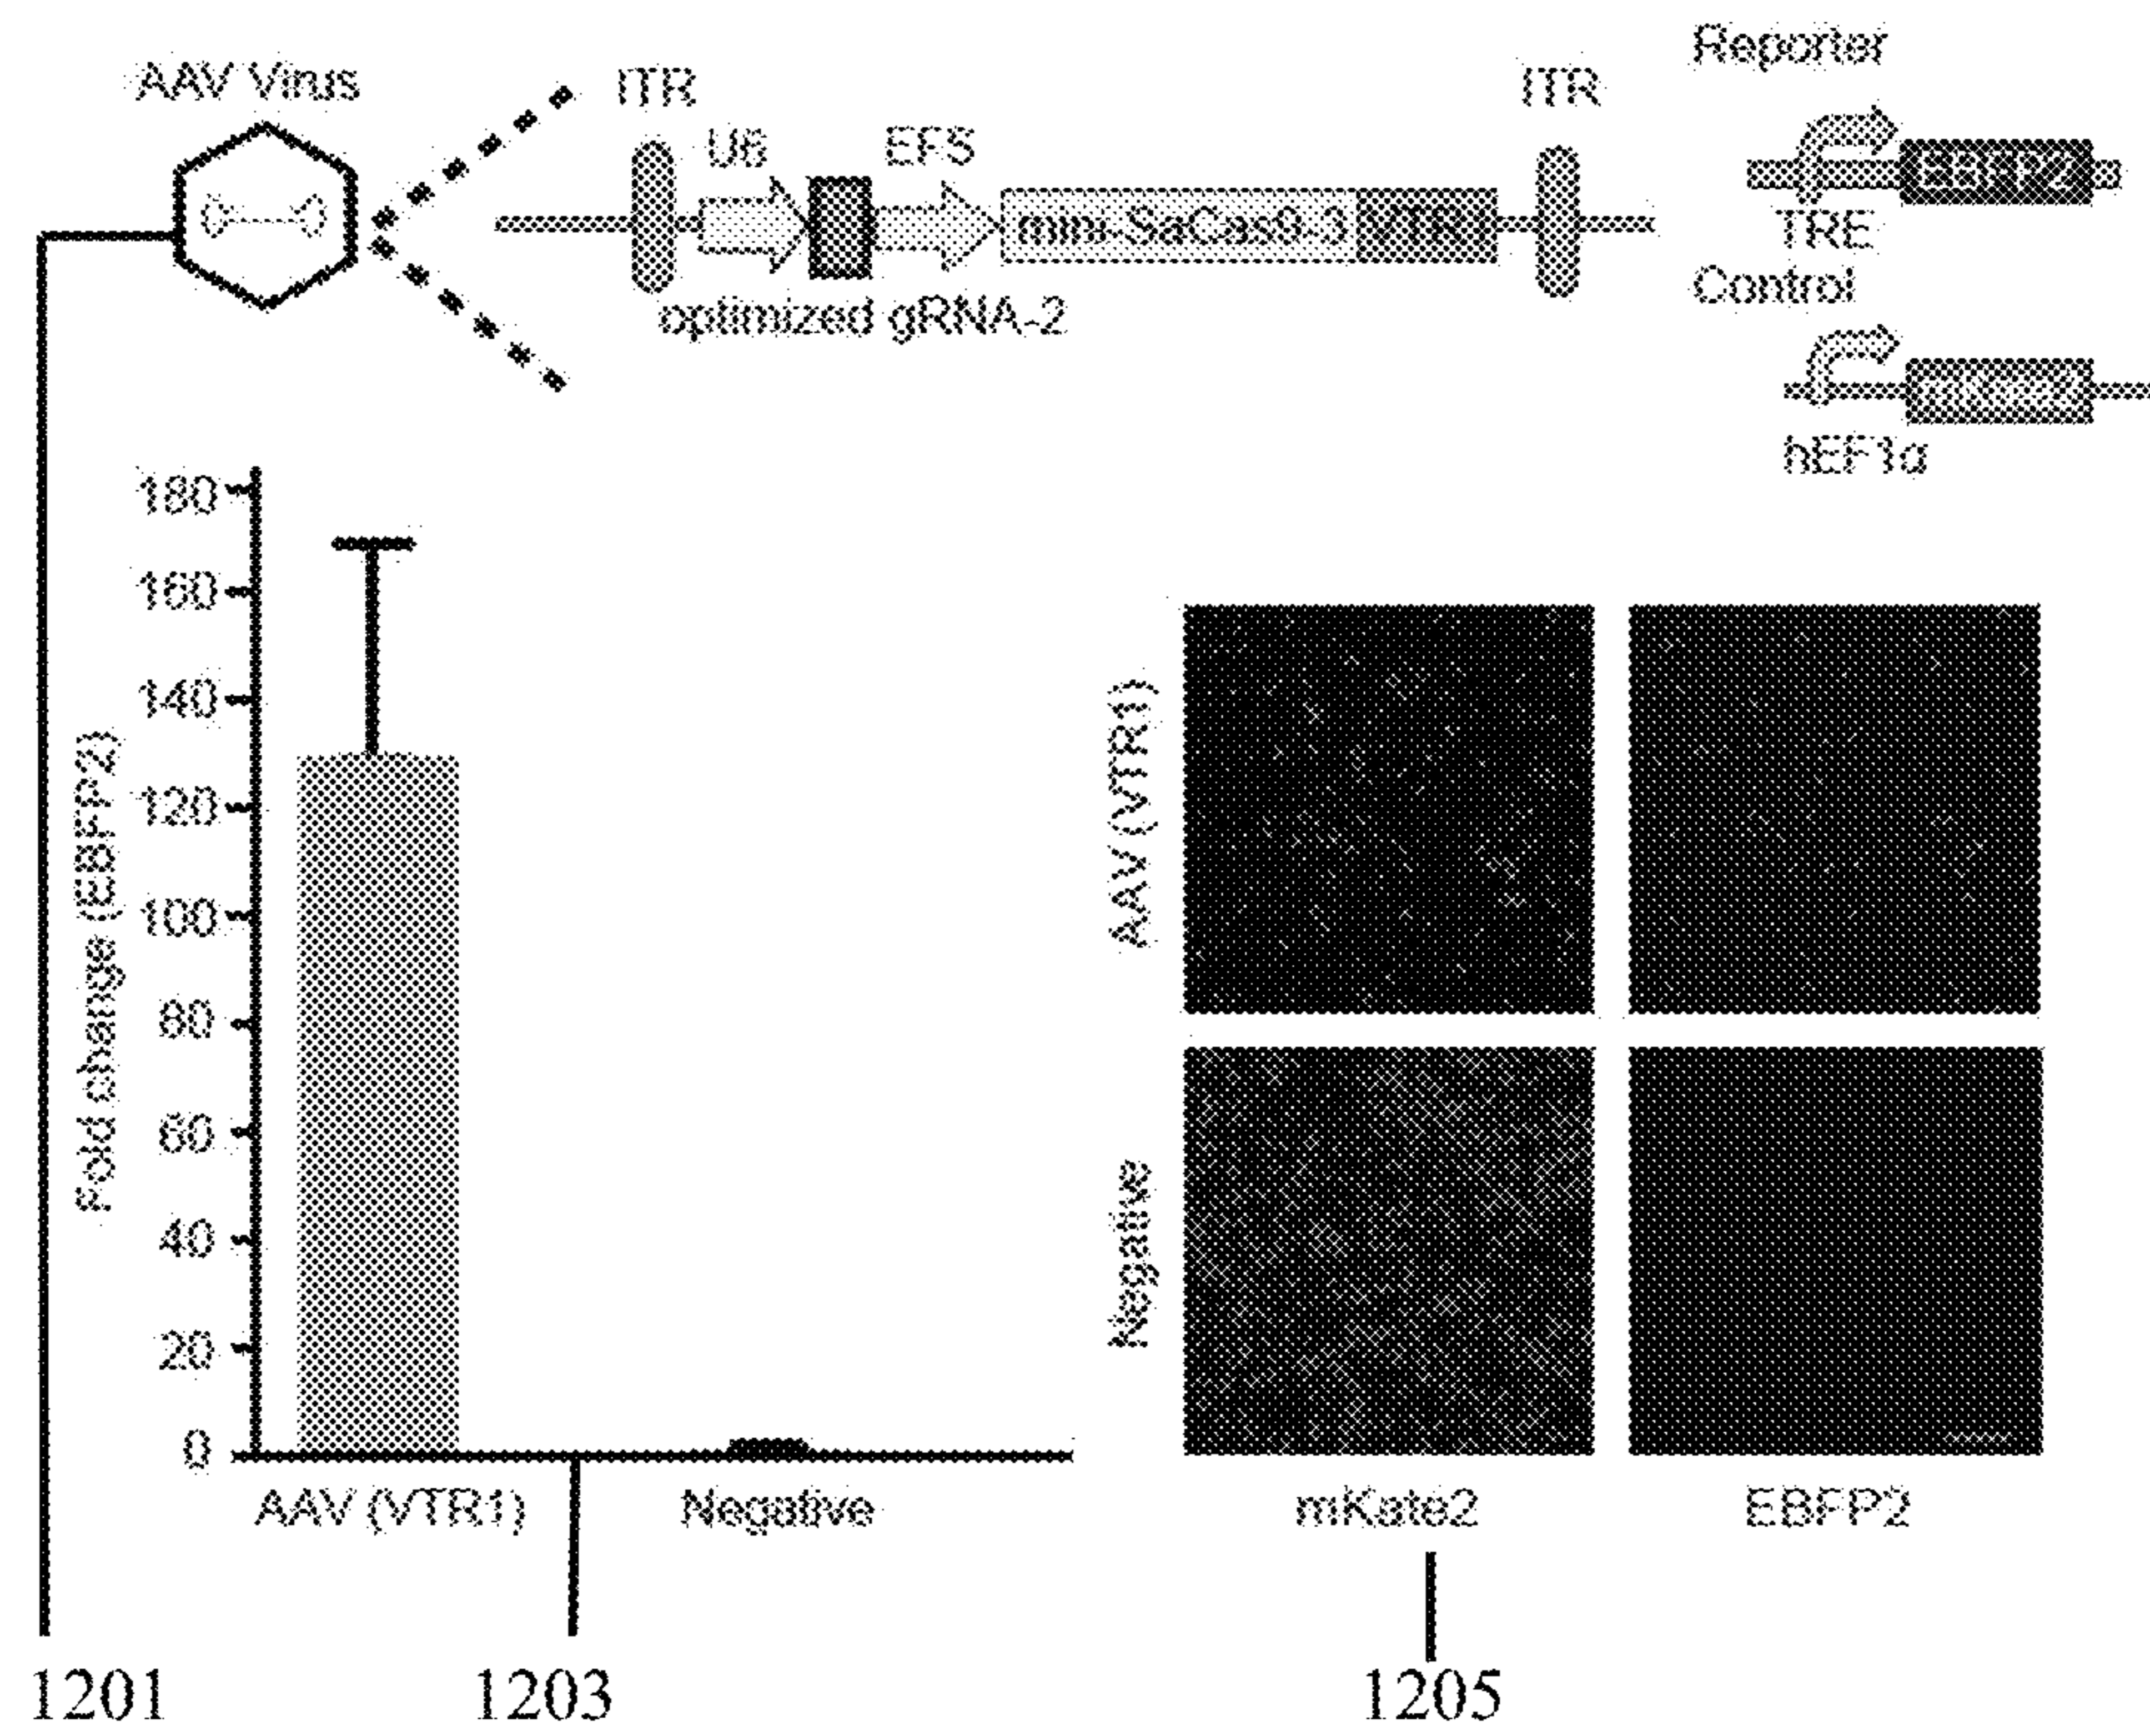 AAV Virus
ITR
U6
EFS
mini-SaCas9-3
VTR1
ITR
optimized gRNA-2
Reporter
EBFP2
TRE
Control
hEF1α
Fold change (EBFP2)
180
160
140
120
100
80
60
40
20
0
AAV (VTR1)
Negative
AAV (VTR1)
Negative
mKate2
EBFP2
1201
1203
1205